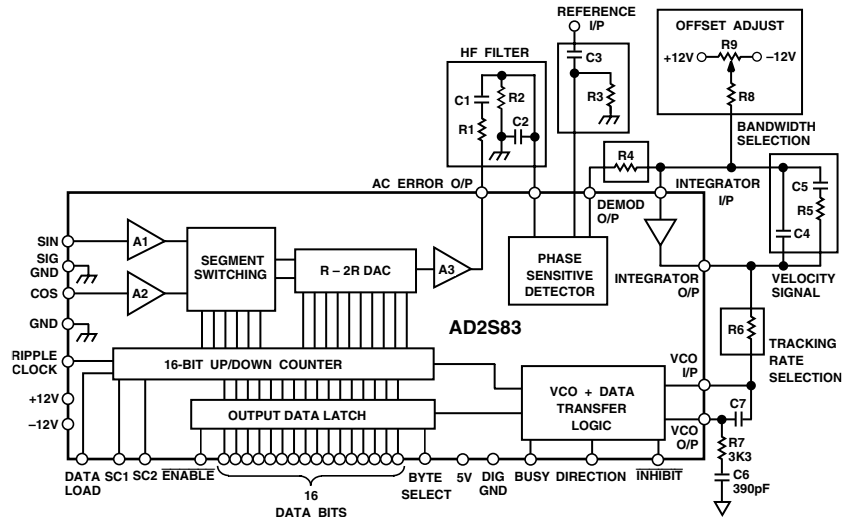 REFERENCE
I/P
OFFSET ADJUST
R9
+12V
–12V
R8
HF FILTER
C3
R3
C1
R2
C2
R1
BANDWIDTH
SELECTION
R4
AC ERROR O/P
DEMOD
O/P
INTEGRATOR
I/P
C5
R5
C4
SIN
A1
SIG
GND
COS
A2
GND
SEGMENT
SWITCHING
R – 2R DAC
A3
PHASE
SENSITIVE
DETECTOR
INTEGRATOR
O/P
VELOCITY
SIGNAL
AD2S83
R6
TRACKING
RATE
SELECTION
RIPPLE
CLOCK
16-BIT UP/DOWN COUNTER
VCO
I/P
+12V
–12V
OUTPUT DATA LATCH
VCO + DATA
TRANSFER
LOGIC
C7
VCO
O/P
R7
3K3
C6
390pF
DATA
LOAD
SC1
SC2
ENABLE
16
DATA BITS
BYTE
SELECT
5V
DIG
GND
BUSY
DIRECTION
INHIBIT